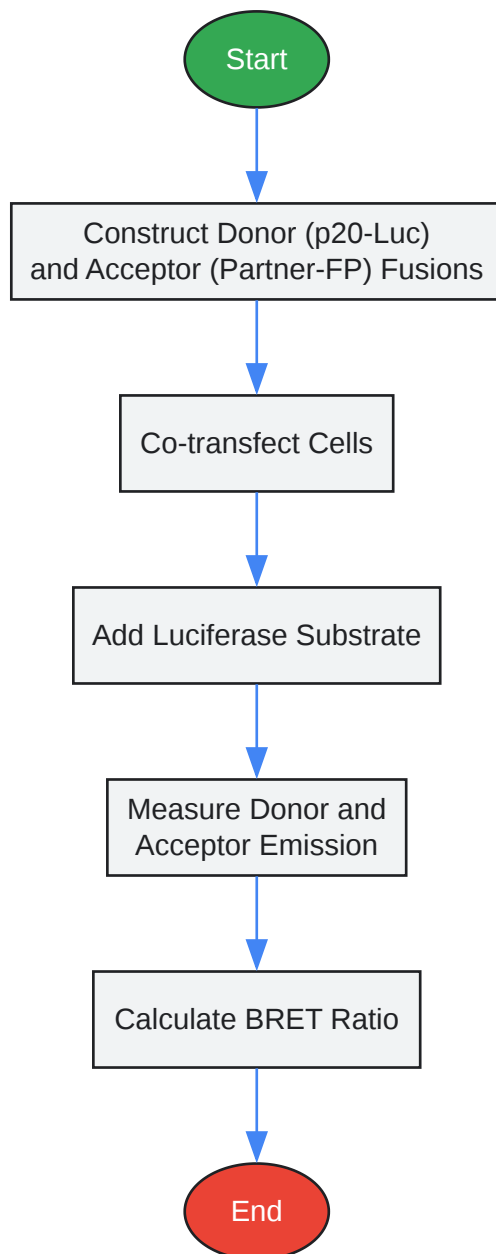 Start
Construct Donor (p20-Luc)
and Acceptor (Partner-FP) Fusions
Co-transfect Cells
Add Luciferase Substrate
Measure Donor and
Acceptor Emission
Calculate BRET Ratio
End